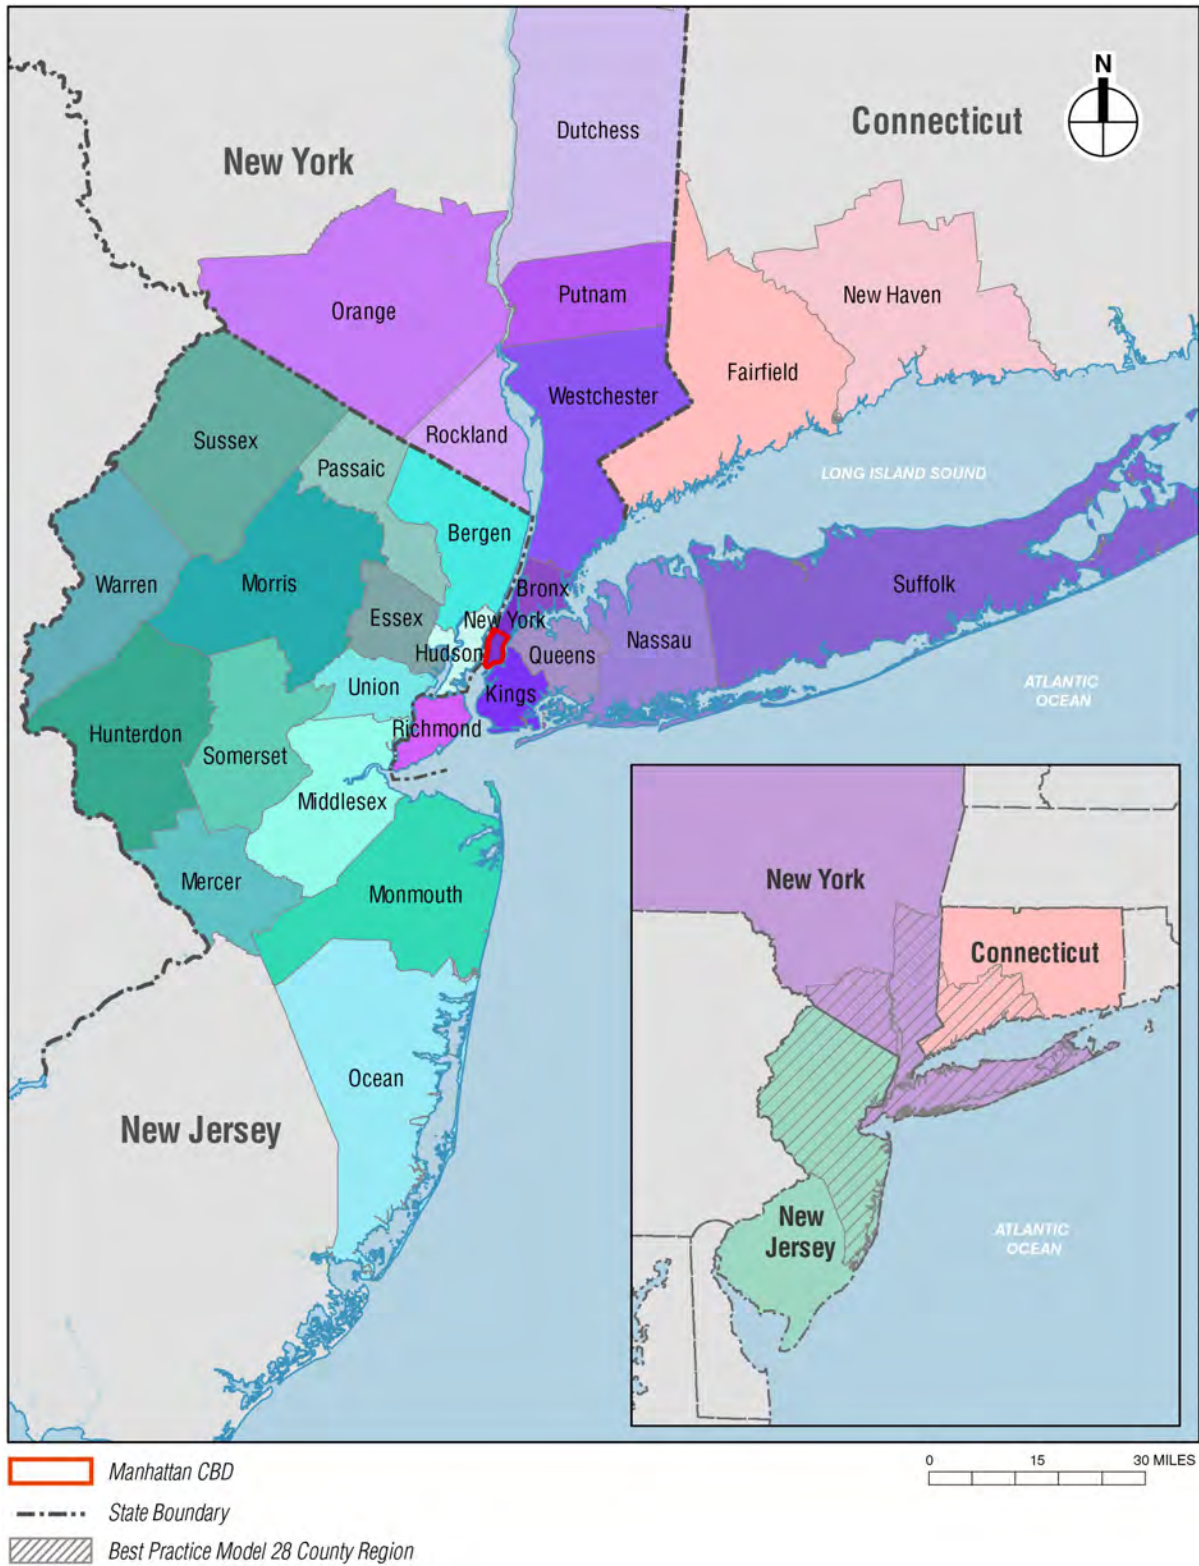 N
Dutchess
Connecticut
New York
Putnam
New Haven
Orange
Fairfield
Westchester
Rockland
Sussex
Passaic
LONG ISLAND SOUND
Bergen
Warren
Morris
Bronx
Suffolk
Essex
New York
Nassau
Hudson
Queens
Union
Kings
ATLANTIC
OCEAN
Richmond
Hunterdon
Somerset
Middlesex
Mercer
Monmouth
Ocean
New Jersey
New York
Connecticut
New
Jersey
ATLANTIC
OCEAN
0 15 30 MILES
Manhattan CBD
State Boundary
Best Practice Model 28 County Region